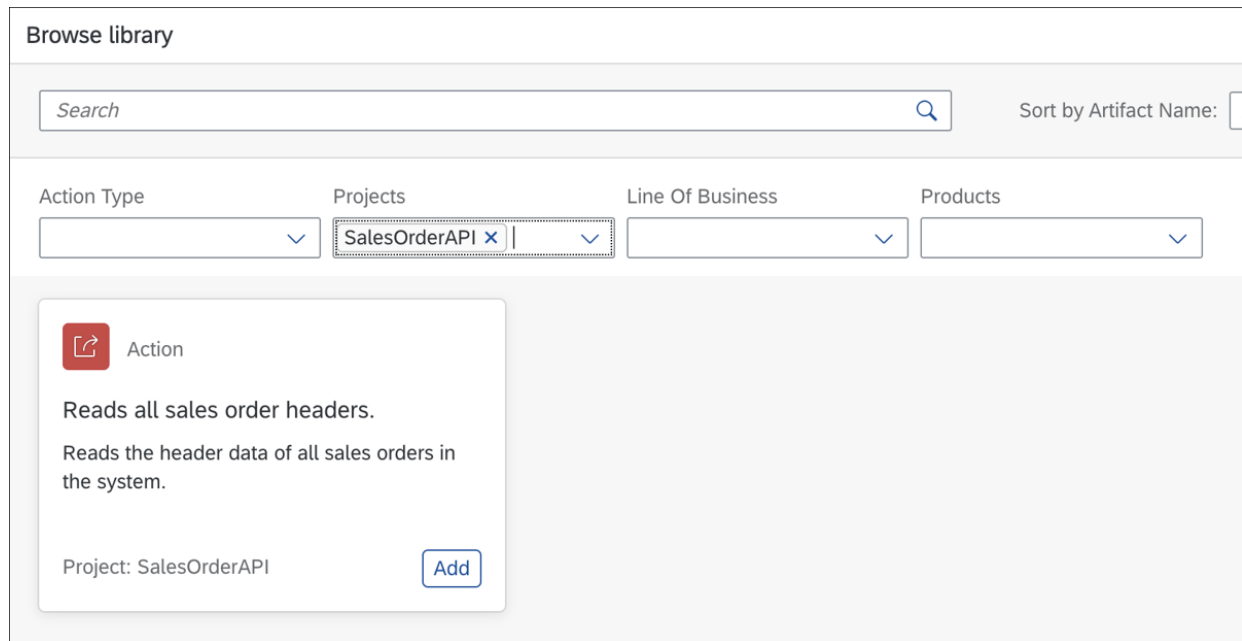 Browse library
Search
Sort by Artifact Name:
Action Type
Projects
Line Of Business
Products
SalesOrderAPI
Action
Reads all sales order headers.
Reads the header data of all sales orders in
the system.
Project: SalesOrderAPI
Add